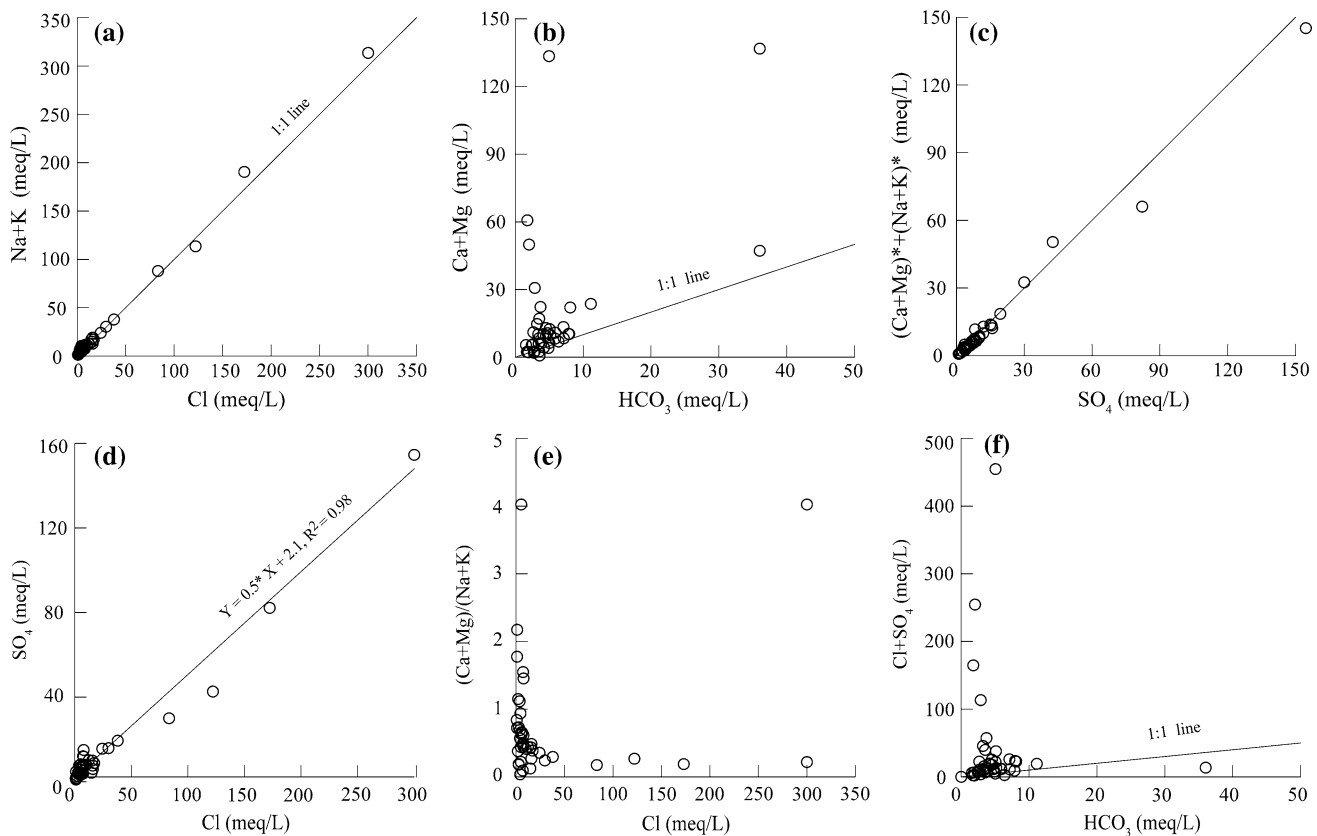 (a)
350
300
250
200
150
100
50
0
Na+K (meq/L)
1:1 line
0 50 100 150 200 250 300 350
Cl (meq/L)
(b)
150
120
90
60
30
0
Ca+Mg (meq/L)
1:1 line
0 10 20 30 40 50
HCO₃ (meq/L)
(c)
150
120
90
60
30
0
((Ca+Mg)*+(Na+K)* (meq/L)
0 30 60 90 120 150
SO₄ (meq/L)
(d)
160
120
80
40
0
SO₄ (meq/L)
Y = 0.5* X + 2.1, R² = 0.98
0 50 100 150 200 250 300
Cl (meq/L)
(e)
5
4
3
2
1
0
(Ca+Mg)/(Na+K)
0 50 100 150 200 250 300 350
Cl (meq/L)
(f)
500
400
300
200
100
0
Cl+SO₄ (meq/L)
1:1 line
0 10 20 30 40 50
HCO₃ (meq/L)